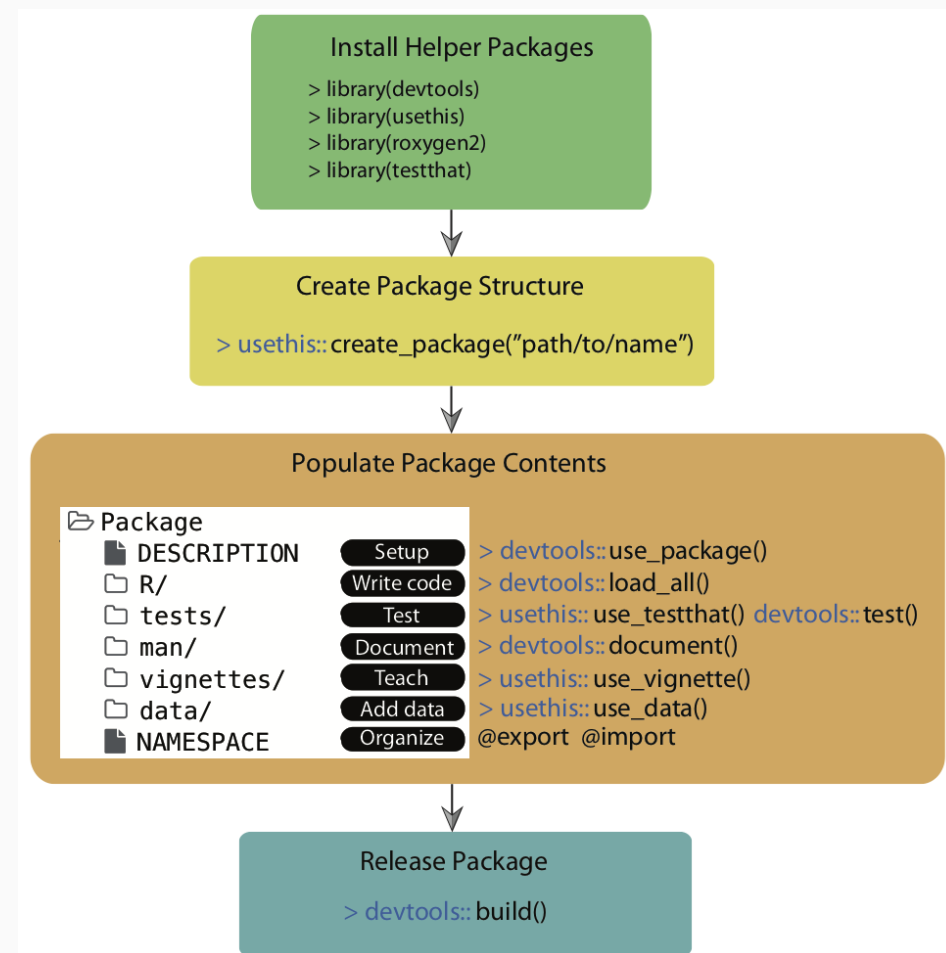 Install Helper Packages
> library(devtools)
> library(usethis)
> library(roxygen2)
> library(testthat)
Create Package Structure
> usethis::create_package("path/to/name")
Populate Package Contents
Package
DESCRIPTION Setup > devtools::use_package()
R/ Write code > devtools::load_all()
tests/ Test > usethis::use_testthat() devtools::test()
man/ Document > devtools::document()
vignettes/ Teach > usethis::use_vignette()
data/ Add data > usethis::use_data()
NAMESPACE Organize @export @import
Release Package
> devtools::build()